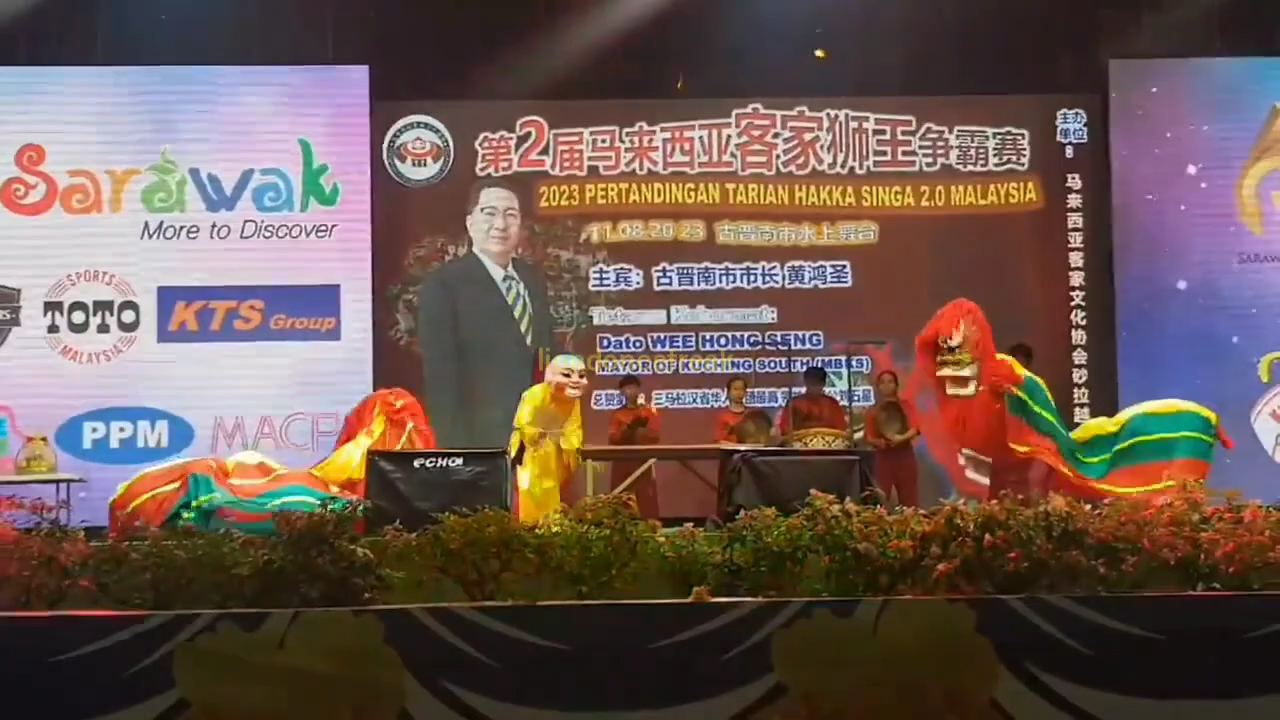 Sarawak
More to Discover
SPORTS
TOTO
MALAYSIA
KTS Group
PPM
第2届马来西亚客家狮王争霸赛
2023 PERTANDINGAN TARIAN HAKKA SINGA 2.0 MALAYSIA
11.08.2023 古晋南市水上舞台
主宾：古晋南市市长 黄鸿圣
Dato WEE HONG SENG
MAYOR OF KUCHING SOUTH (MBKS)
主办
单位：
马来西亚客家文化协会砂拉越